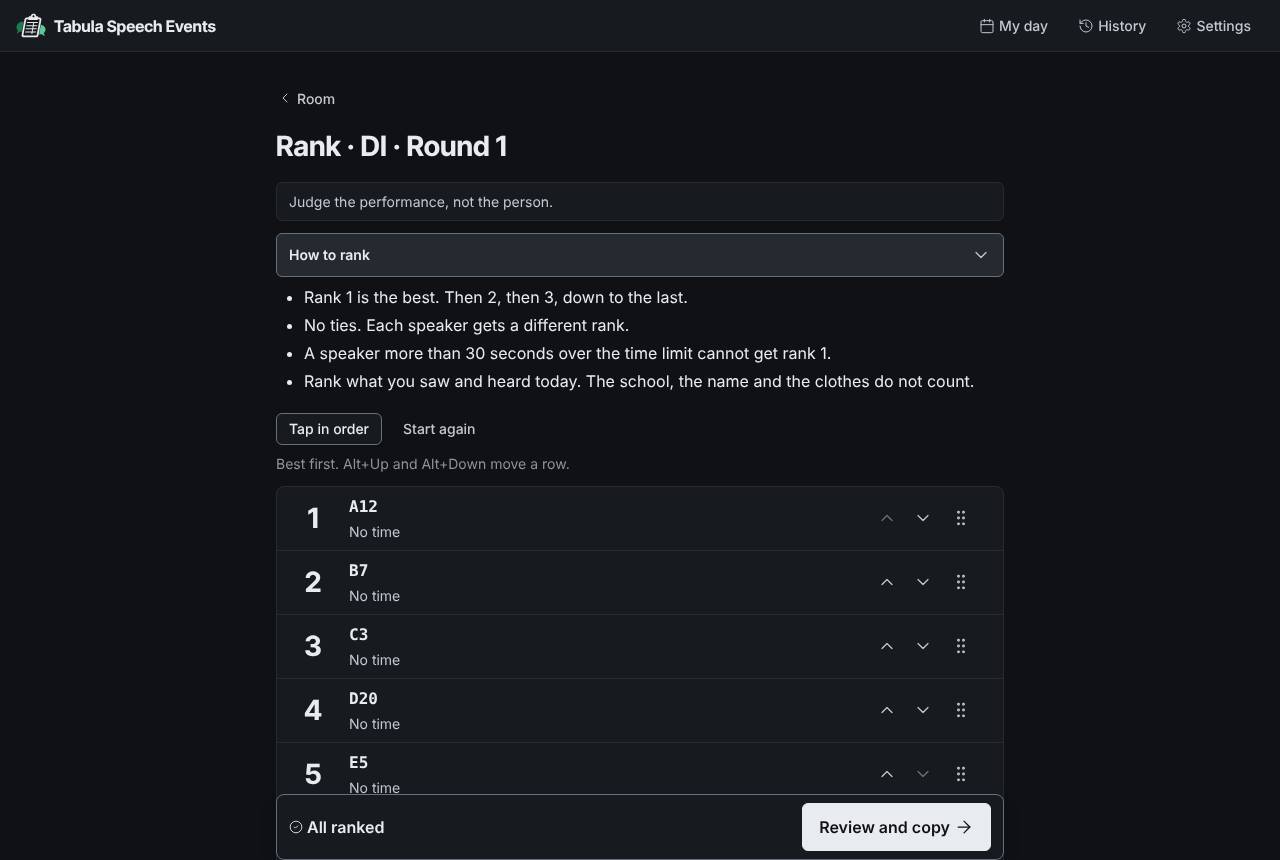 Tabula Speech Events
My day
History
Settings
Room
Rank · DI · Round 1
Judge the performance, not the person.
How to rank
Rank 1 is the best. Then 2, then 3, down to the last.
No ties. Each speaker gets a different rank.
A speaker more than 30 seconds over the time limit cannot get rank 1.
Rank what you saw and heard today. The school, the name and the clothes do not count.
Tap in order
Start again
Best first. Alt+Up and Alt+Down move a row.
1
A12
No time
2
B7
No time
3
C3
No time
4
D20
No time
5
E5
No time
All ranked
Review and copy